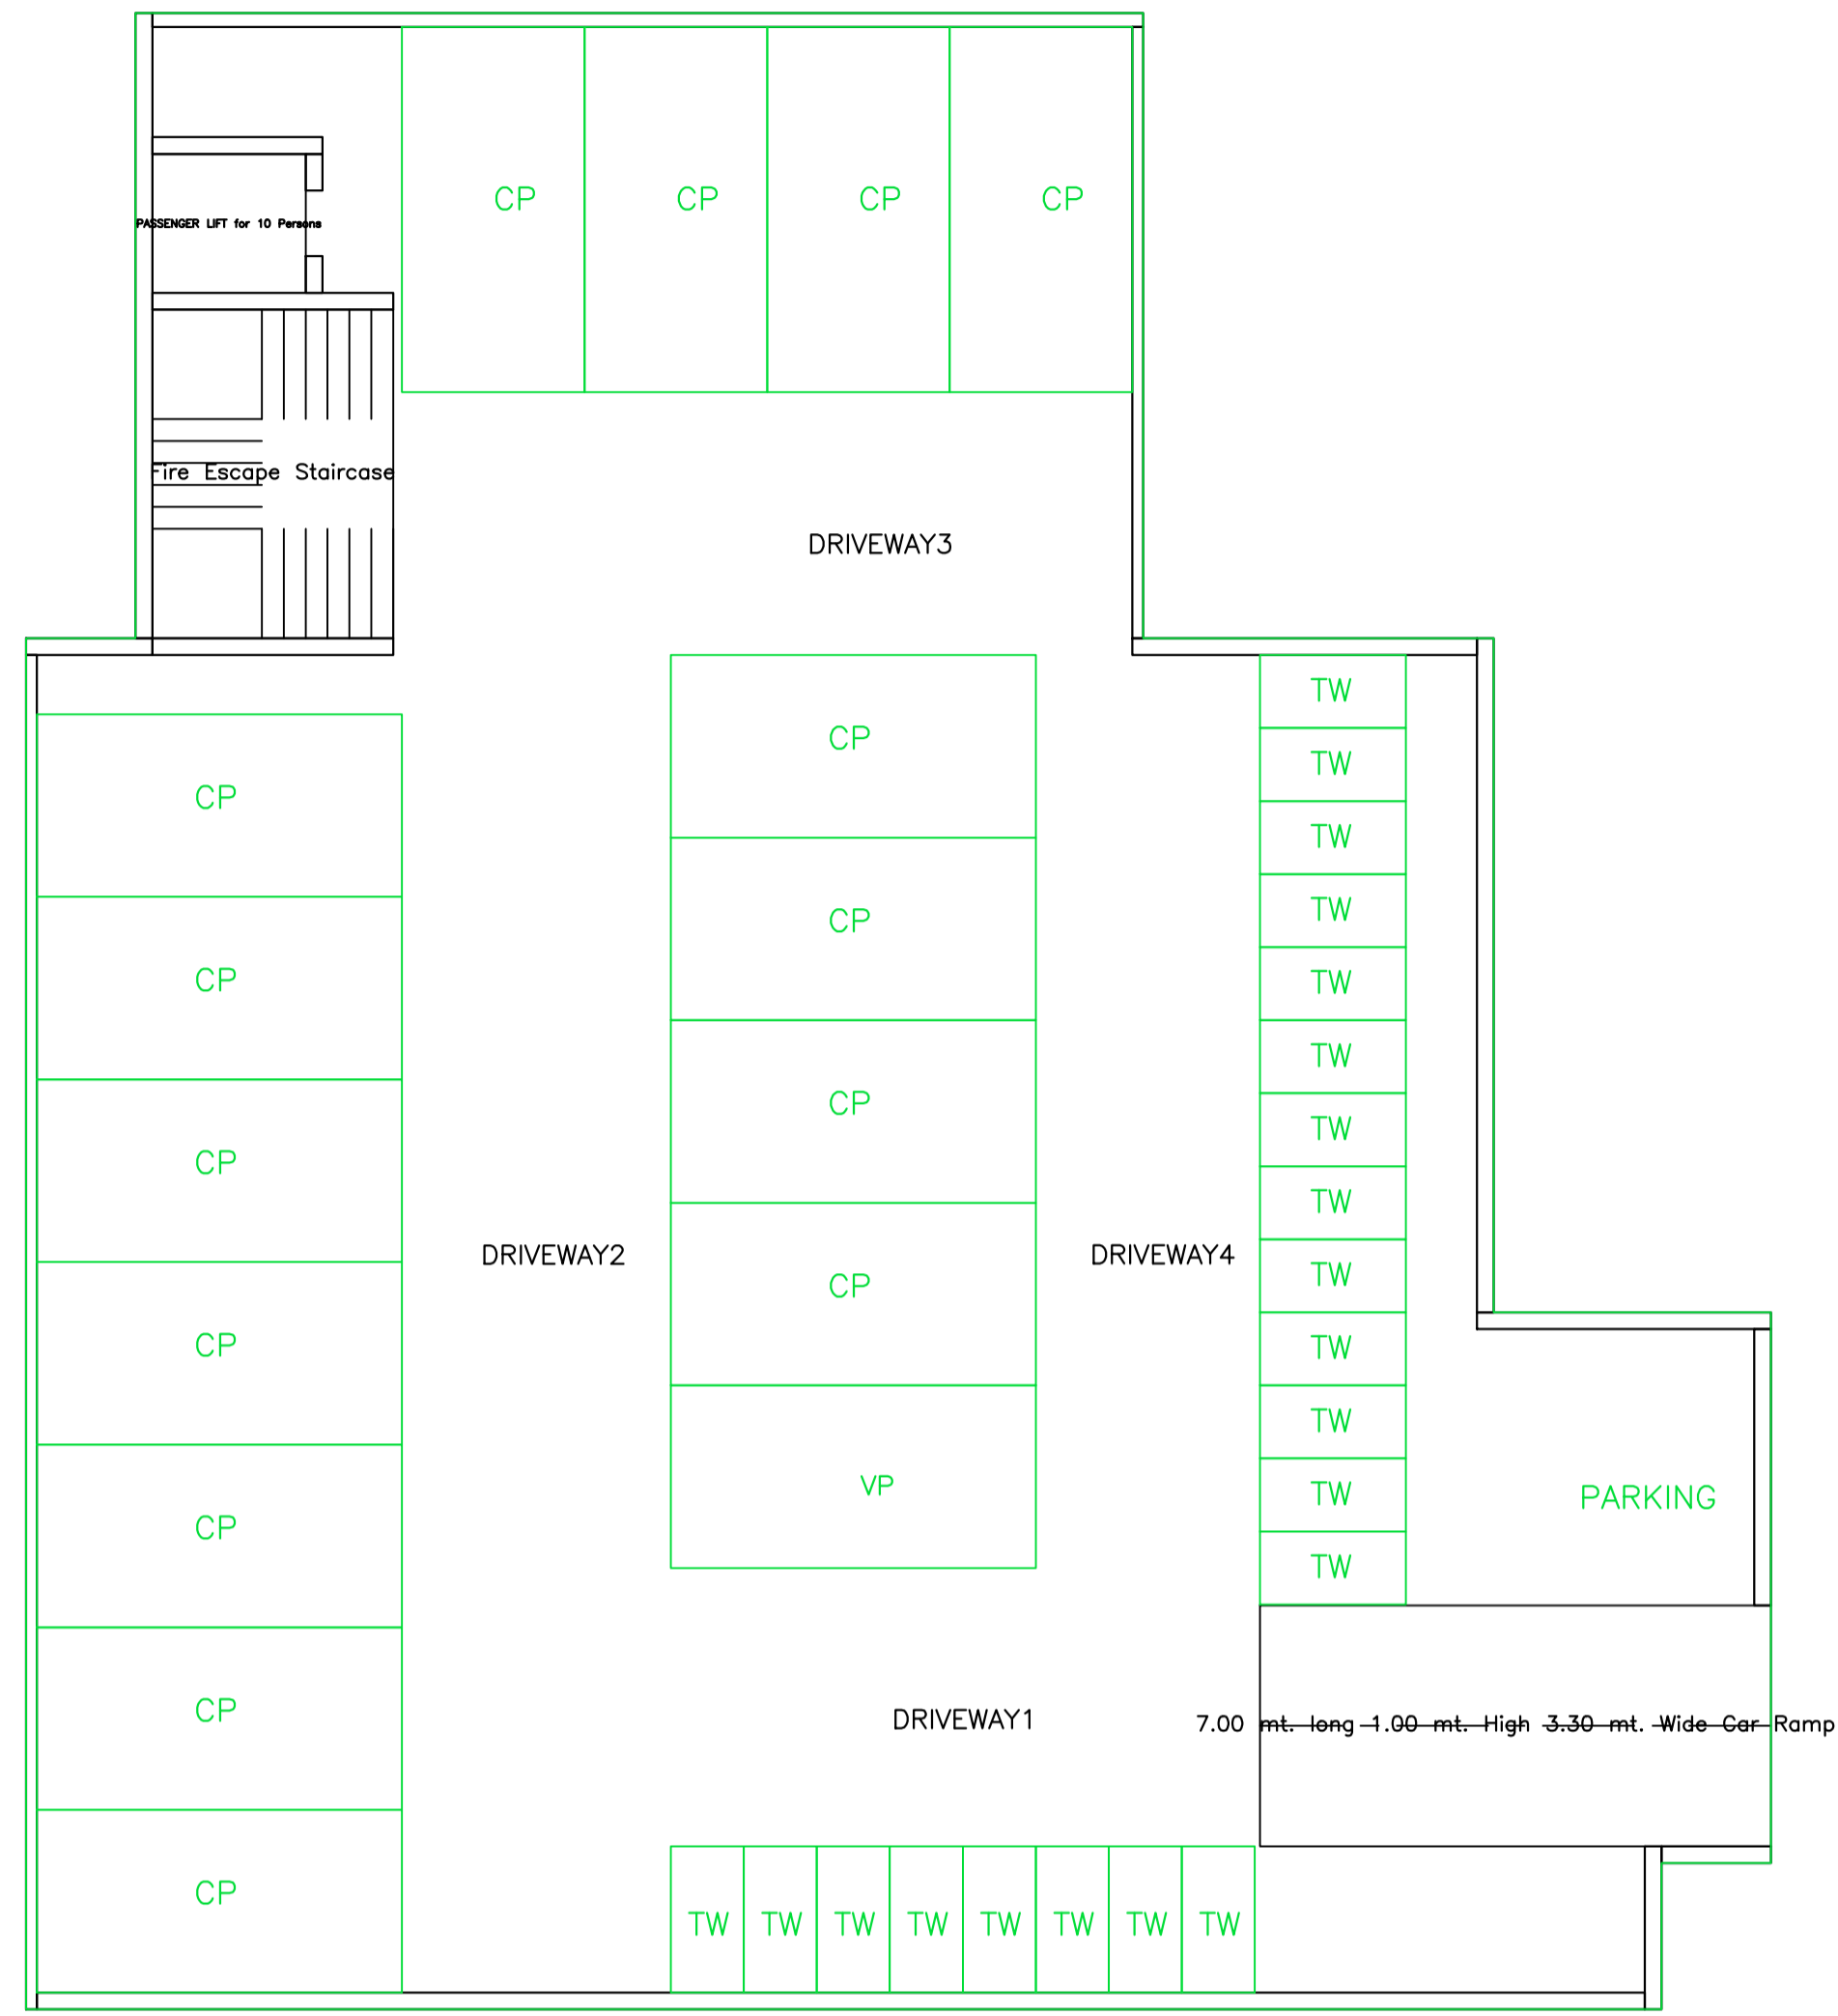 CP CP CP CP
PASSENGER LIFT for 10 Persons
Fire Escape Staircase
DRIVEWAY3
TW
CP
TW
CP
TW
TW
CP
CP
TW
TW
CP
TW
CP
TW
TW
DRIVEWAY2
DRIVEWAY4
TW
CP
CP
TW
TW
VP
TW
PARKING
CP
TW
CP
DRIVEWAY1
7.00 mt. long 1.00 mt. High 3.30 mt. Wide Car Ramp
CP
TW TW TW TW TW TW TW TW